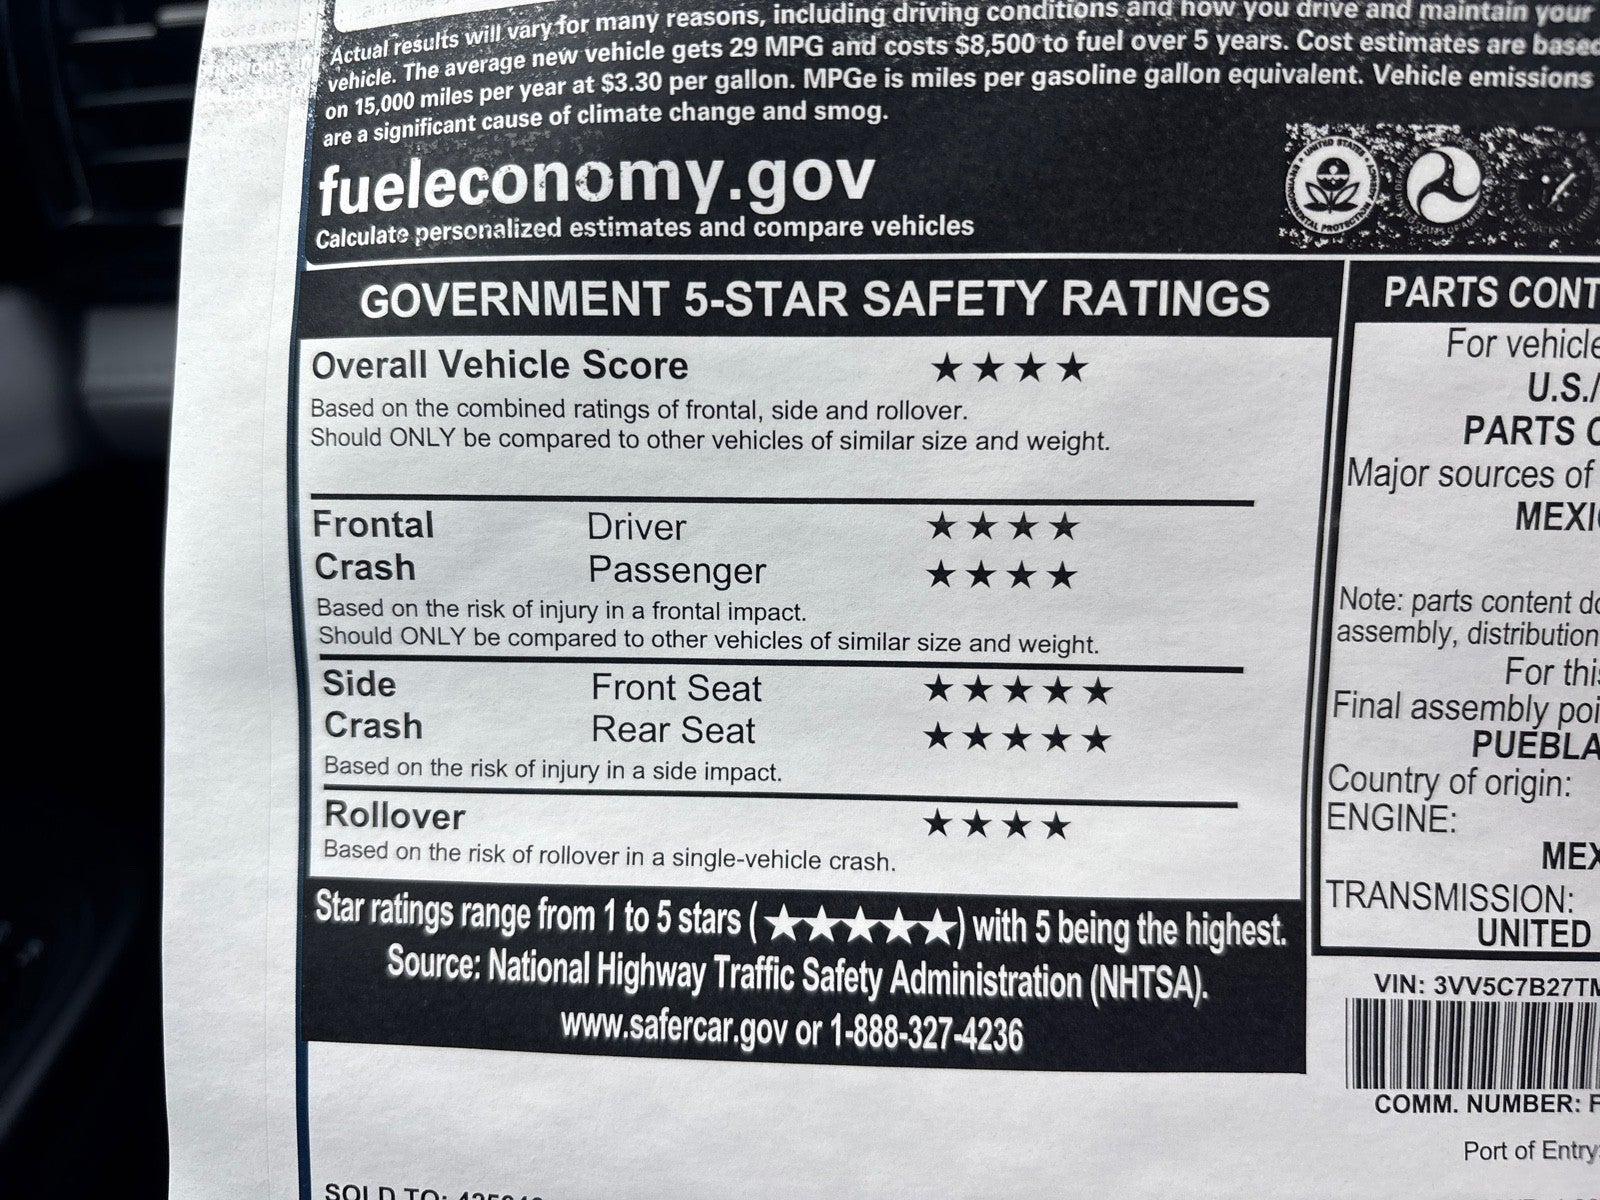 Actual results will vary for many reasons, including driving conditions and how you drive and maintain your
vehicle. The average new vehicle gets 29 MPG and costs $8,500 to fuel over 5 years. Cost estimates are based
on 15,000 miles per year at $3.30 per gallon. MPGe is miles per gasoline gallon equivalent. Vehicle emissions
are a significant cause of climate change and smog.
fueleconomy.gov
Calculate personalized estimates and compare vehicles
GOVERNMENT 5-STAR SAFETY RATINGS
Overall Vehicle Score ★★★★
Based on the combined ratings of frontal, side and rollover.
Should ONLY be compared to other vehicles of similar size and weight.
Frontal Driver ★★★★
Crash Passenger ★★★★
Based on the risk of injury in a frontal impact.
Should ONLY be compared to other vehicles of similar size and weight.
Side Front Seat ★★★★★
Crash Rear Seat ★★★★★
Based on the risk of injury in a side impact.
Rollover ★★★★
Based on the risk of rollover in a single-vehicle crash.
Star ratings range from 1 to 5 stars (★★★★★) with 5 being the highest.
Source: National Highway Traffic Safety Administration (NHTSA).
www.safercar.gov or 1-888-327-4236
PARTS CONT
For vehicle
U.S./
PARTS C
Major sources of
MEXIC
Note: parts content do
assembly, distribution
For this
Final assembly poi
PUEBLA
Country of origin:
ENGINE:
MEX
TRANSMISSION:
UNITED
VIN: 3VV5C7B27TM
COMM. NUMBER: F
Port of Entry:
SOLD TO: